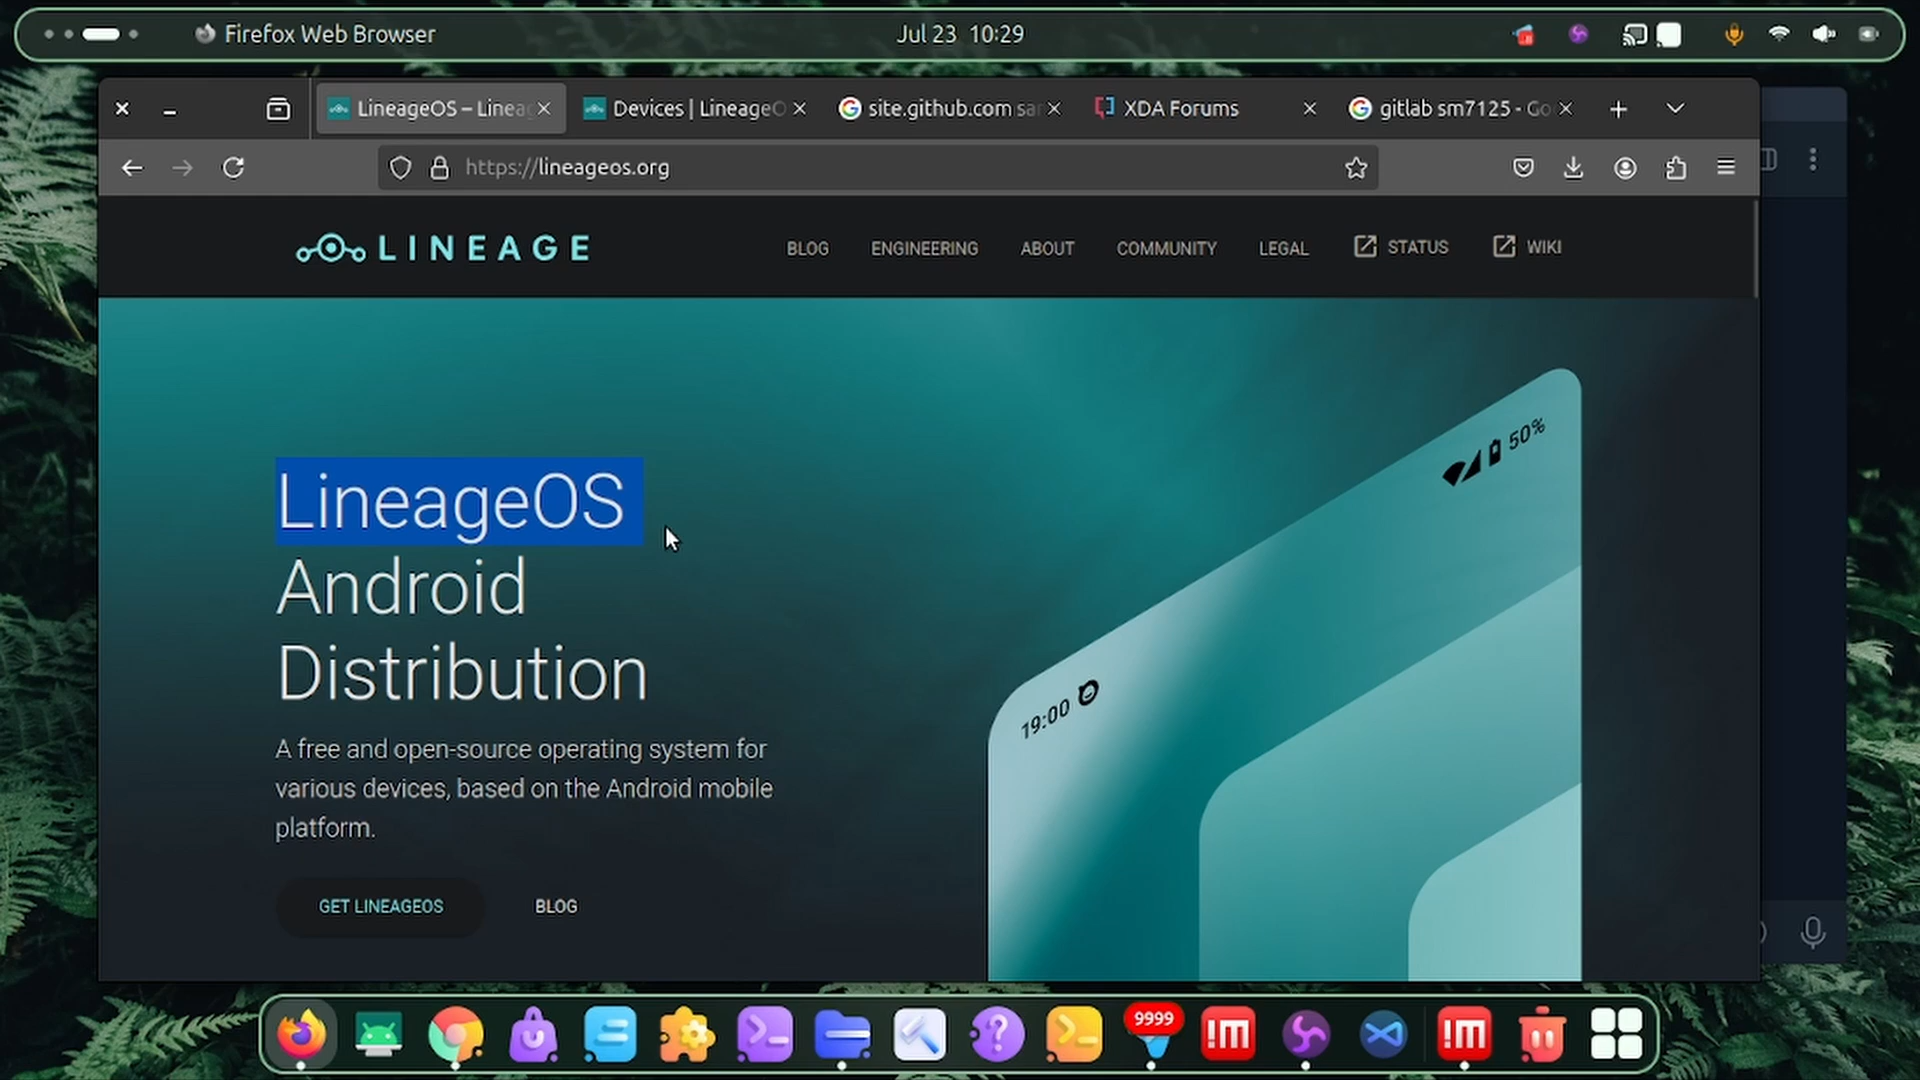 Firefox Web Browser
Jul 23 10:29
LineageOS – Lineag
Devices | LineageO
site.github.com sar
XDA Forums
gitlab sm7125 - Go
https://lineageos.org
LINEAGE
BLOG
ENGINEERING
ABOUT
COMMUNITY
LEGAL
STATUS
WIKI
50%
LineageOS
Android
Distribution
19:00
A free and open-source operating system for
various devices, based on the Android mobile
platform.
GET LINEAGEOS
BLOG
9999
!M
!M